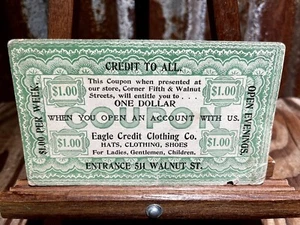 CREDIT TO ALL.
This Coupon when presented at
our store, Corner Fifth & Walnut
Streets, will entitle you to . . . .
ONE DOLLAR
WHEN YOU OPEN AN ACCOUNT WITH US.
Eagle Credit Clothing Co.
HATS, CLOTHING, SHOES
For Ladies, Gentlemen, Children.
ENTRANCE 511 WALNUT ST.
$1.00 PER WEEK.
OPEN EVENINGS
$1.00
$1.00
$1.00
$1.00